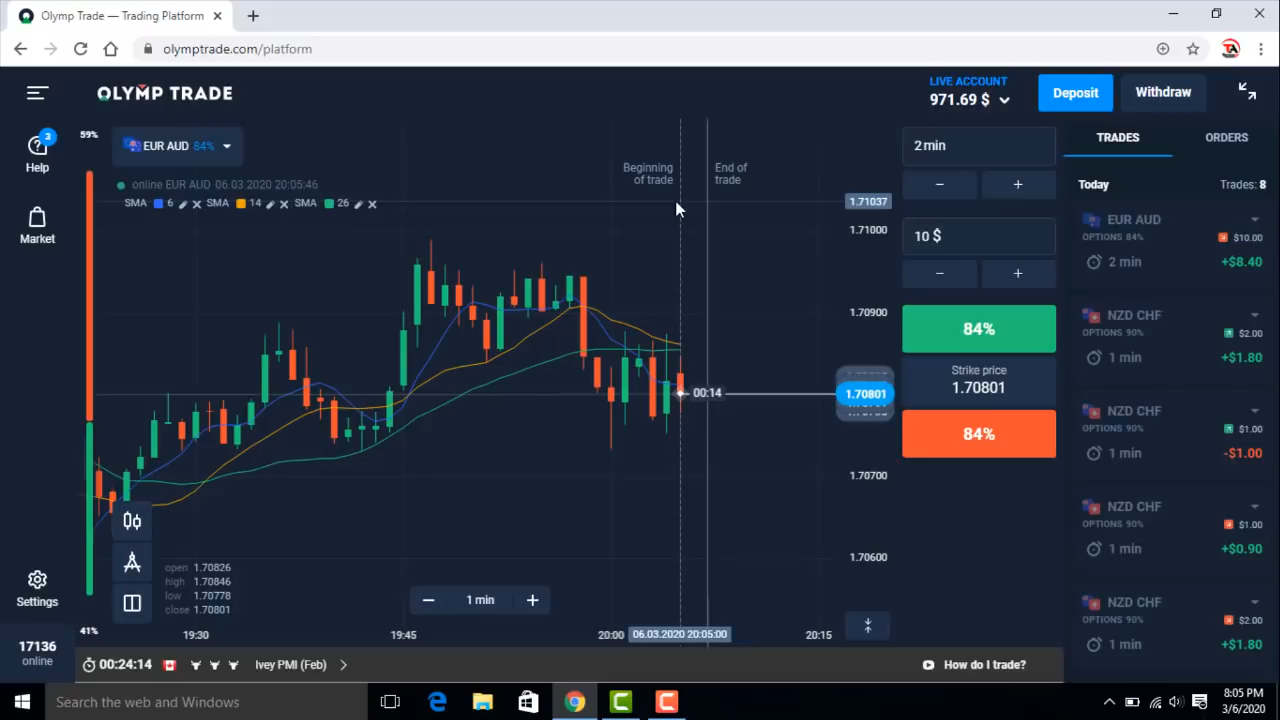 Olymp Trade — Trading Platform
olymptrade.com/platform
OLYMP TRADE
LIVE ACCOUNT
971.69 $
Deposit
Withdraw
3
Help
Market
Settings
17136
online
59%
41%
EUR AUD 84%
online EUR AUD 06.03.2020 20:05:46
SMA 6 SMA 14 SMA 26
Beginning
of trade
End of
trade
1.71037
1.71000
1.70900
1.70801
1.70700
1.70600
00:14
open 1.70826
high 1.70846
low 1.70778
close 1.70801
1 min
19:30
19:45
20:00
06.03.2020 20:05:00
20:15
2 min
10 $
84%
Strike price
1.70801
84%
TRADES
ORDERS
Today
Trades: 8
EUR AUD
OPTIONS 84% $10.00
2 min +$8.40
NZD CHF
OPTIONS 90% $2.00
1 min +$1.80
NZD CHF
OPTIONS 90% $1.00
1 min -$1.00
NZD CHF
OPTIONS 90% $1.00
1 min +$0.90
NZD CHF
OPTIONS 90% $2.00
1 min +$1.80
00:24:14 Ivey PMI (Feb)
How do I trade?
Search the web and Windows
8:05 PM
3/6/2020